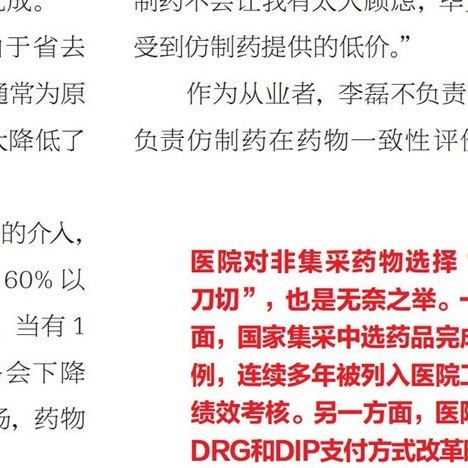 成。
于省去
通常为原
大降低了
的介入，
60%以
当有1
会下降
场，药物
制药不会让我有太大顾虑，毕
受到仿制药提供的低价。”
作为从业者，李磊不负责
负责仿制药在药物一致性评价
医院对非集采药物选择“
刀切”，也是无奈之举。一
面，国家集采中选药品完成
例，连续多年被列入医院工
绩效考核。另一方面，医院
DRG和DIP支付方式改革